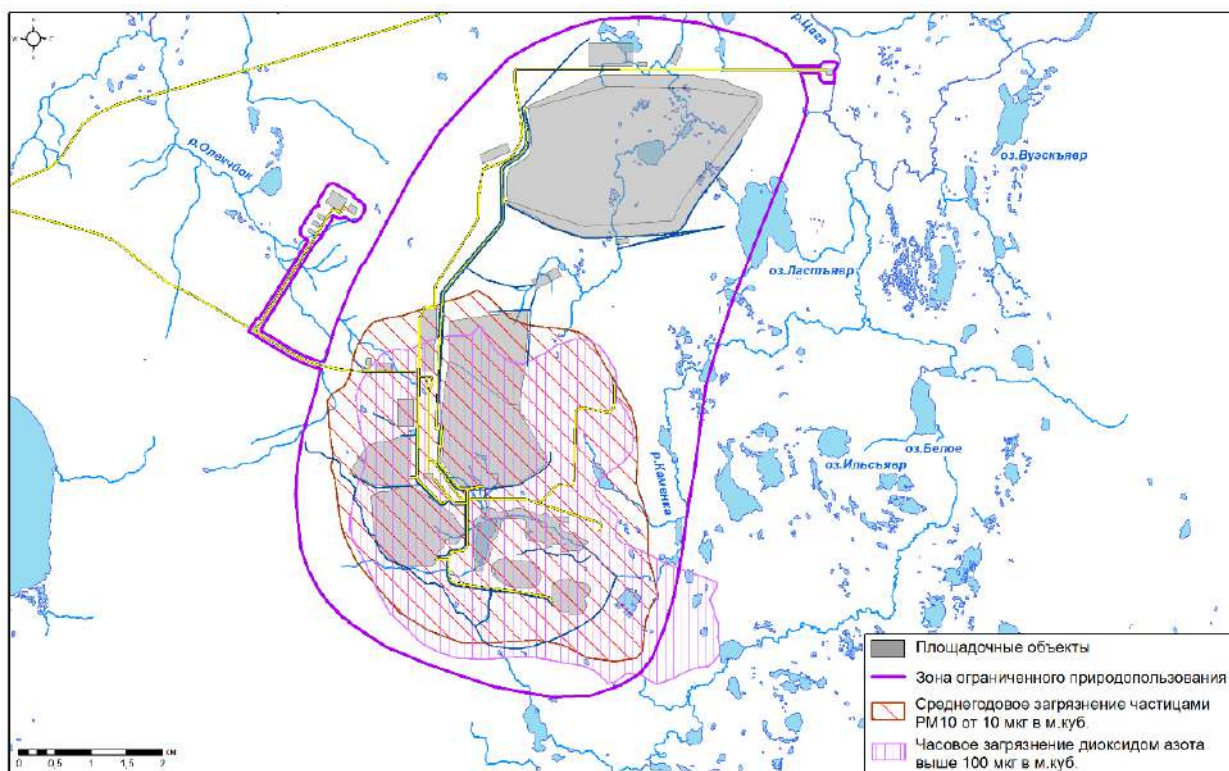 р.Цага
р.Олекчйок
оз.Вуэскъявр
оз.Ластъявр
оз.Белое
оз.Ильсъявр
р.Каменка
Площадочные объекты
Зона ограниченного природопользования
Среднегодовое загрязнение частицами
PM10 от 10 мкг в м.куб.
Часовое загрязнение диоксидом азота
выше 100 мкг в м.куб.
0 0,5 1 1,5 2 км